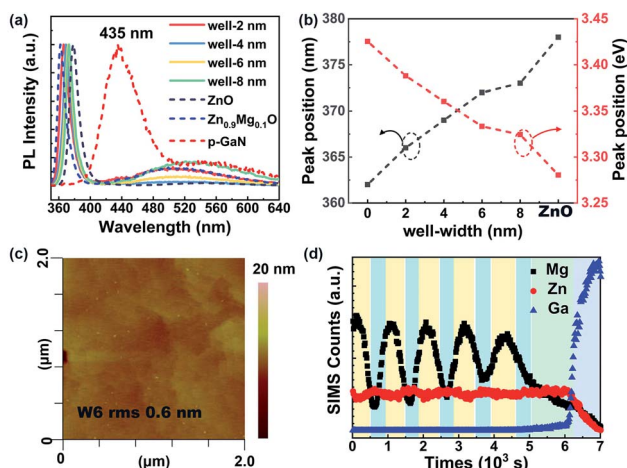 (a)
435 nm
PL Intensity (a.u.)
well-2 nm
well-4 nm
well-6 nm
well-8 nm
ZnO
Zn0.9Mg0.1O
p-GaN
360 400 440 480 520 560 600 640
Wavelength (nm)
(b)
Peak position (nm)
380
375
370
365
360
Peak position (eV)
3.45
3.40
3.35
3.30
3.25
0 2 4 6 8 ZnO
well-width (nm)
(c)
2.0
(μm)
0
20 nm
0 nm
W6 rms 0.6 nm
0 (μm) 2.0
(d)
SIMS Counts (a.u.)
Mg
Zn
Ga
0 1 2 3 4 5 6 7
Times (10³ s)